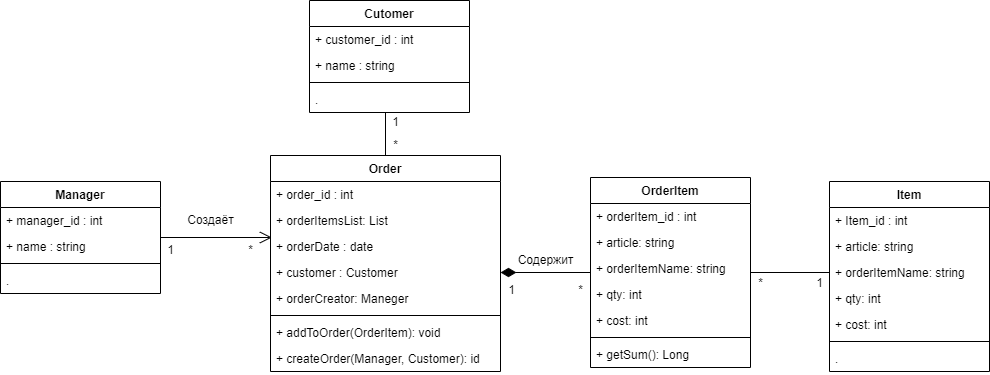 Cutomer
+ customer_id : int
+ name : string
.
1
*
Manager
+ manager_id : int
+ name : string
.
Создаёт
1
*
Order
+ order_id : int
+ orderItemsList: List
+ orderDate : date
+ customer : Customer
+ orderCreator: Maneger
+ addToOrder(OrderItem): void
+ createOrder(Manager, Customer): id
Содержит
1
*
OrderItem
+ orderItem_id : int
+ article: string
+ orderItemName: string
+ qty: int
+ cost: int
+ getSum(): Long
*
1
Item
+ Item_id : int
+ article: string
+ orderItemName: string
+ qty: int
+ cost: int
.